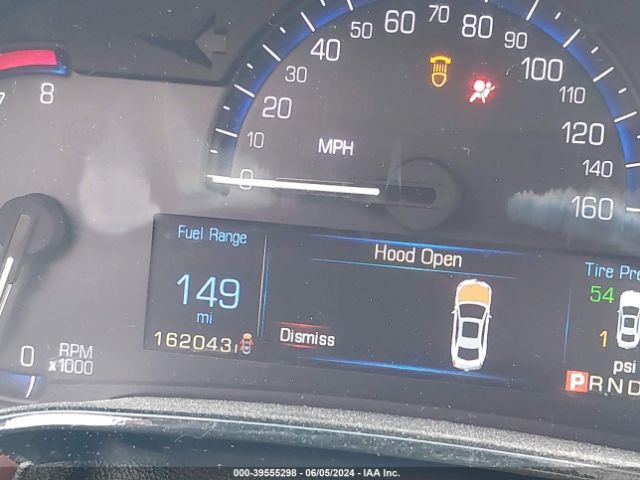 7
8
0
RPM
x1000
0
10
20
30
40
50
60
70
80
90
100
110
120
140
160
MPH
Fuel Range
149
mi
162043
Hood Open
Dismiss
Tire Pre
54
1
psi
PRND
000-39555298 - 06/05/2024 - IAA Inc.